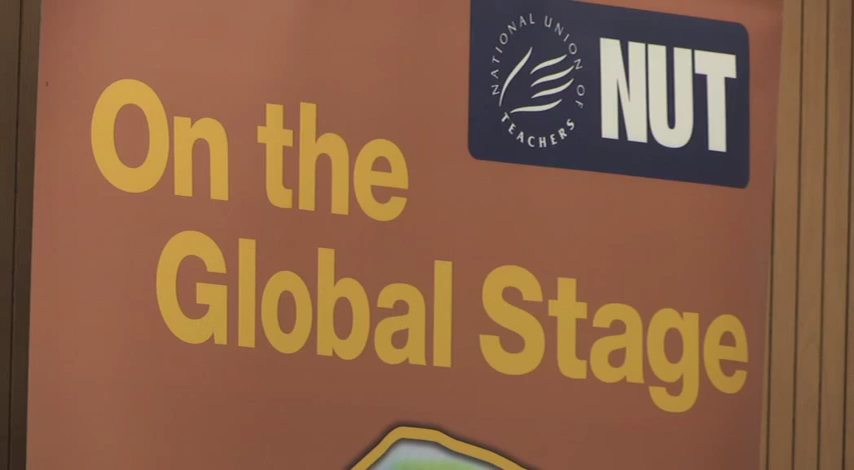 NATIONAL UNION OF
TEACHERS
NUT
On the
Global Stage